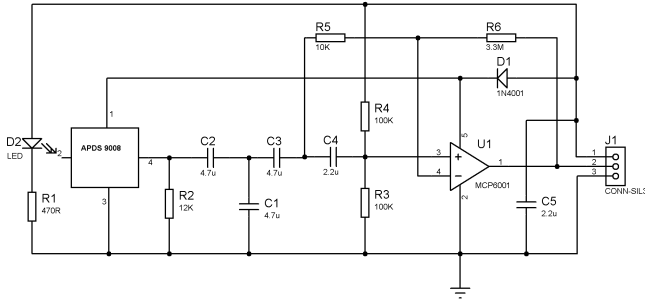 R5
10K
R6
3.3M
D1
1N4001
1
R4
100K
D2
LED
2
APDS 9008
4
3
C2
4.7u
C3
4.7u
C4
2.2u
5
U1
3
4
1
2
MCP6001
J1
1
2
3
CONN-SIL3
R1
470R
R2
12K
C1
4.7u
R3
100K
C5
2.2u